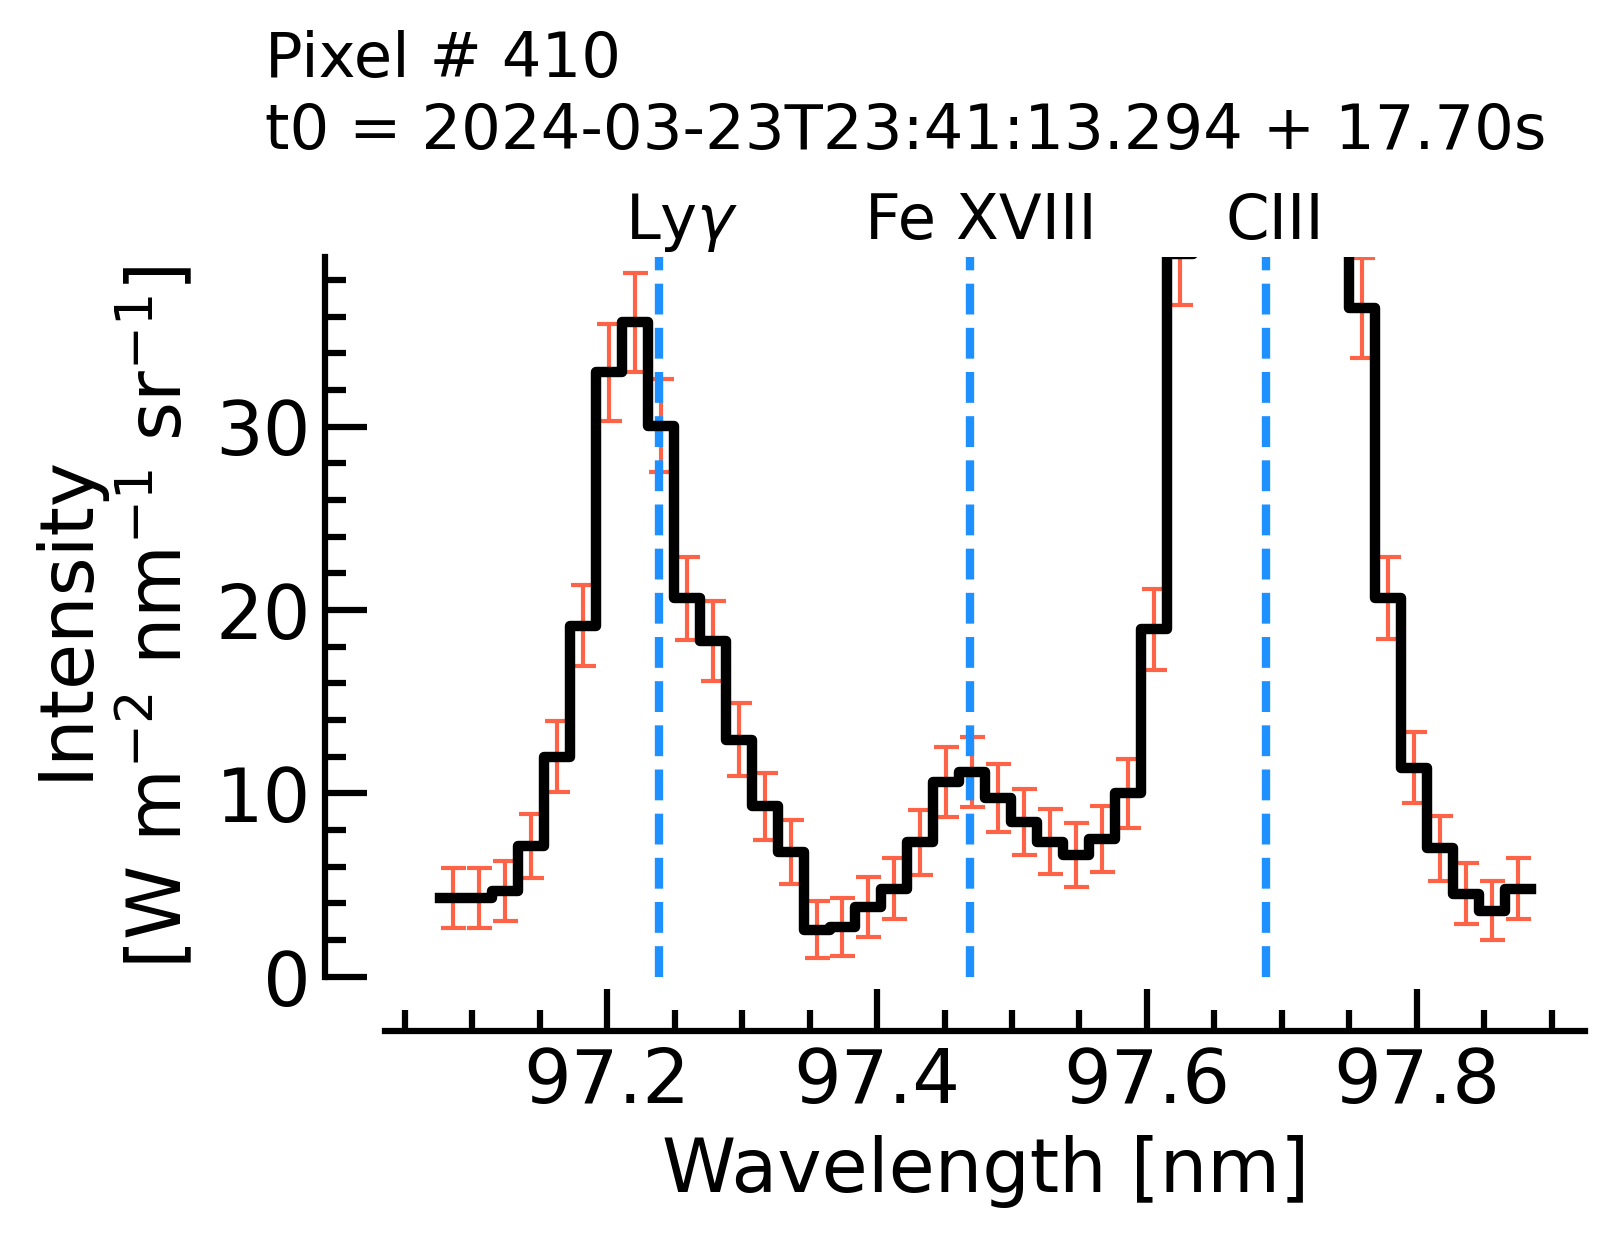 Pixel # 410
t0 = 2024-03-23T23:41:13.294 + 17.70s
Lyγ Fe XVIII CIII
Intensity
[W m⁻² nm⁻¹ sr⁻¹]
30
20
10
0
97.2 97.4 97.6 97.8
Wavelength [nm]